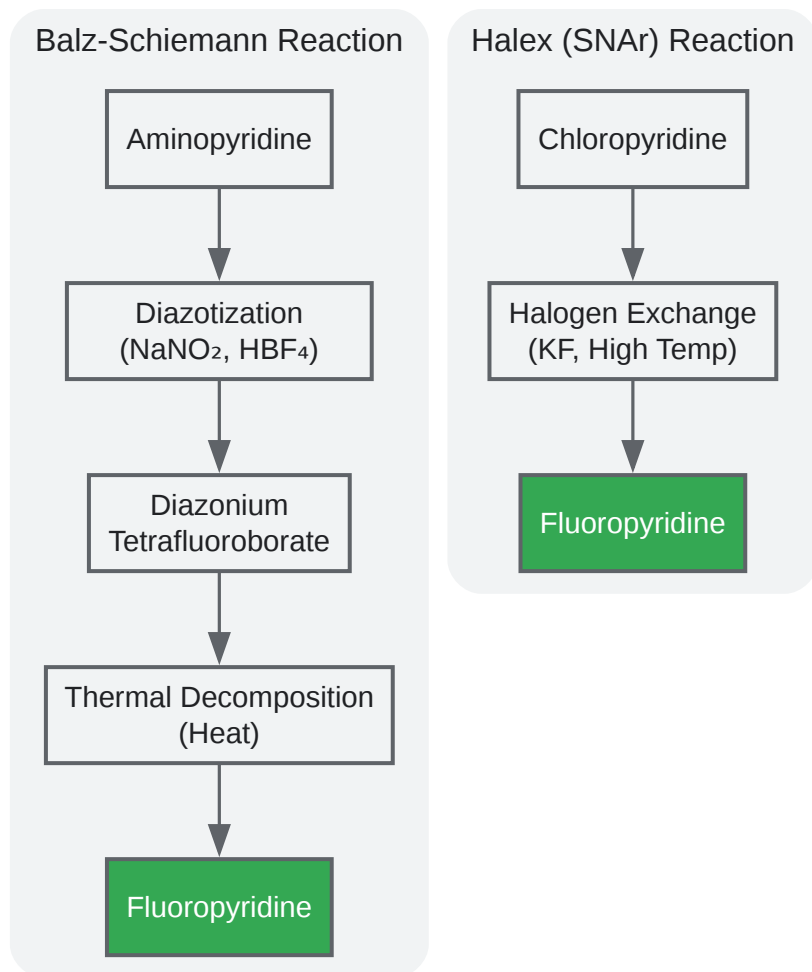 Balz-Schiemann Reaction
Aminopyridine
Diazotization
(NaNO₂, HBF₄)
Diazonium
Tetrafluoroborate
Thermal Decomposition
(Heat)
Fluoropyridine
Halex (SNAr) Reaction
Chloropyridine
Halogen Exchange
(KF, High Temp)
Fluoropyridine